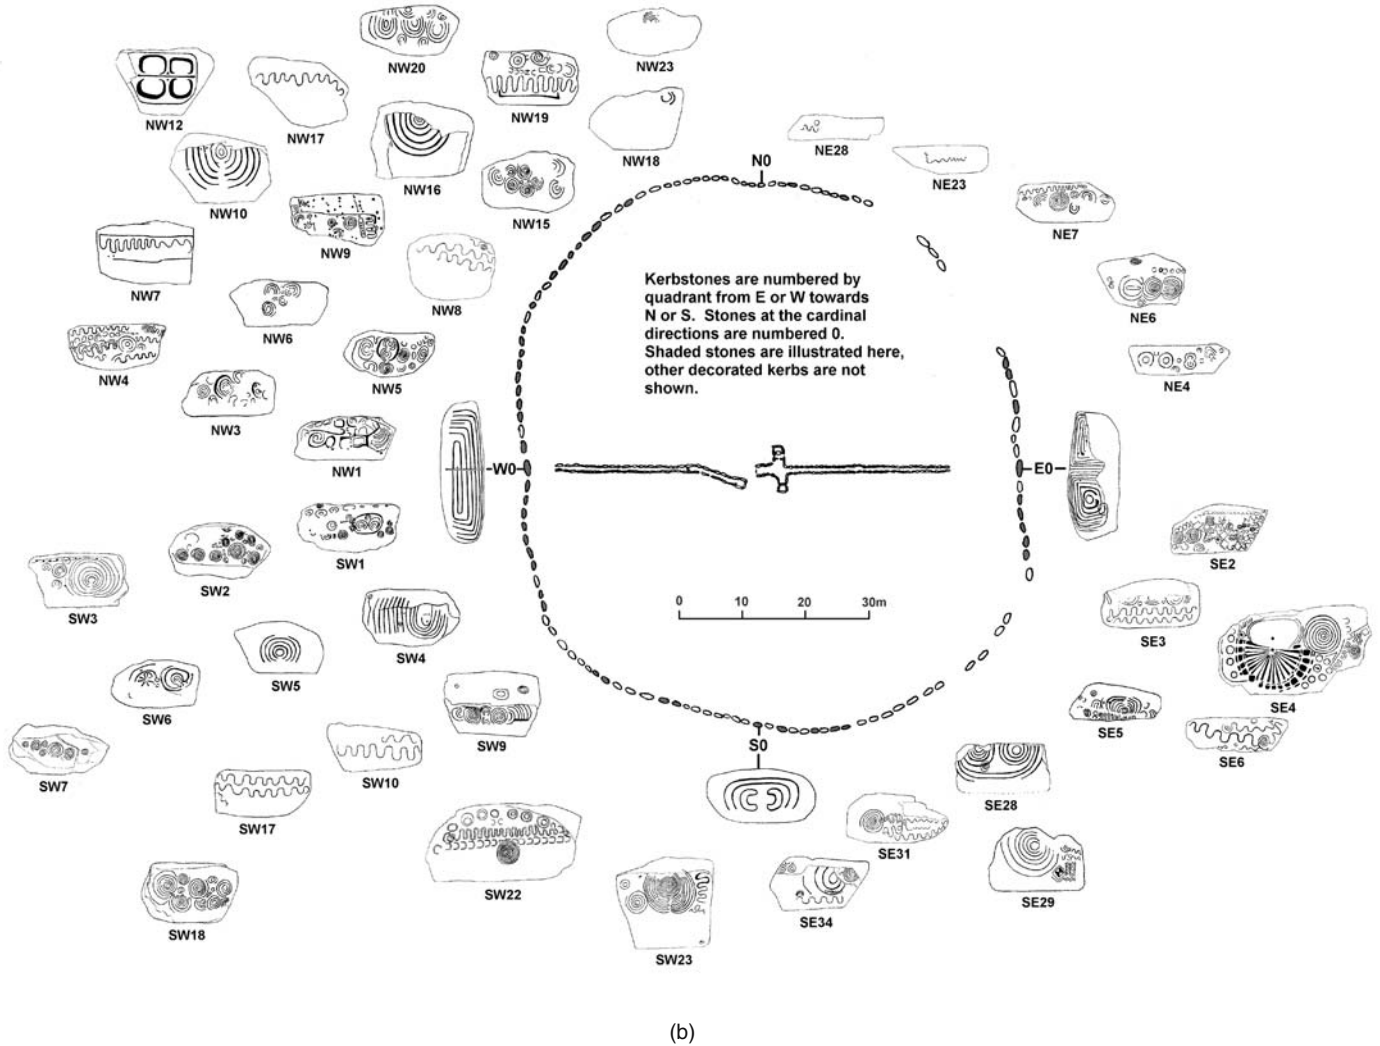 NW20
NW23
NW12
NW17
NW19
NW18
NE28
NE23
N0
NW16
NW10
NW15
NE7
NW9
NW7
NW8
NW6
NE6
Kerbstones are numbered by
quadrant from E or W towards
N or S. Stones at the cardinal
directions are numbered 0.
Shaded stones are illustrated here,
other decorated kerbs are not
shown.
NW4
NW5
NE4
NW3
NW1
W0
E0
SW1
SE2
SW2
SW3
0 10 20 30m
SE3
SW4
SW5
SE4
SW6
SE5
SW9
S0
SE6
SW7
SW10
SE28
SW17
SE31
SW22
SE29
SE34
SW18
SW23
(b)